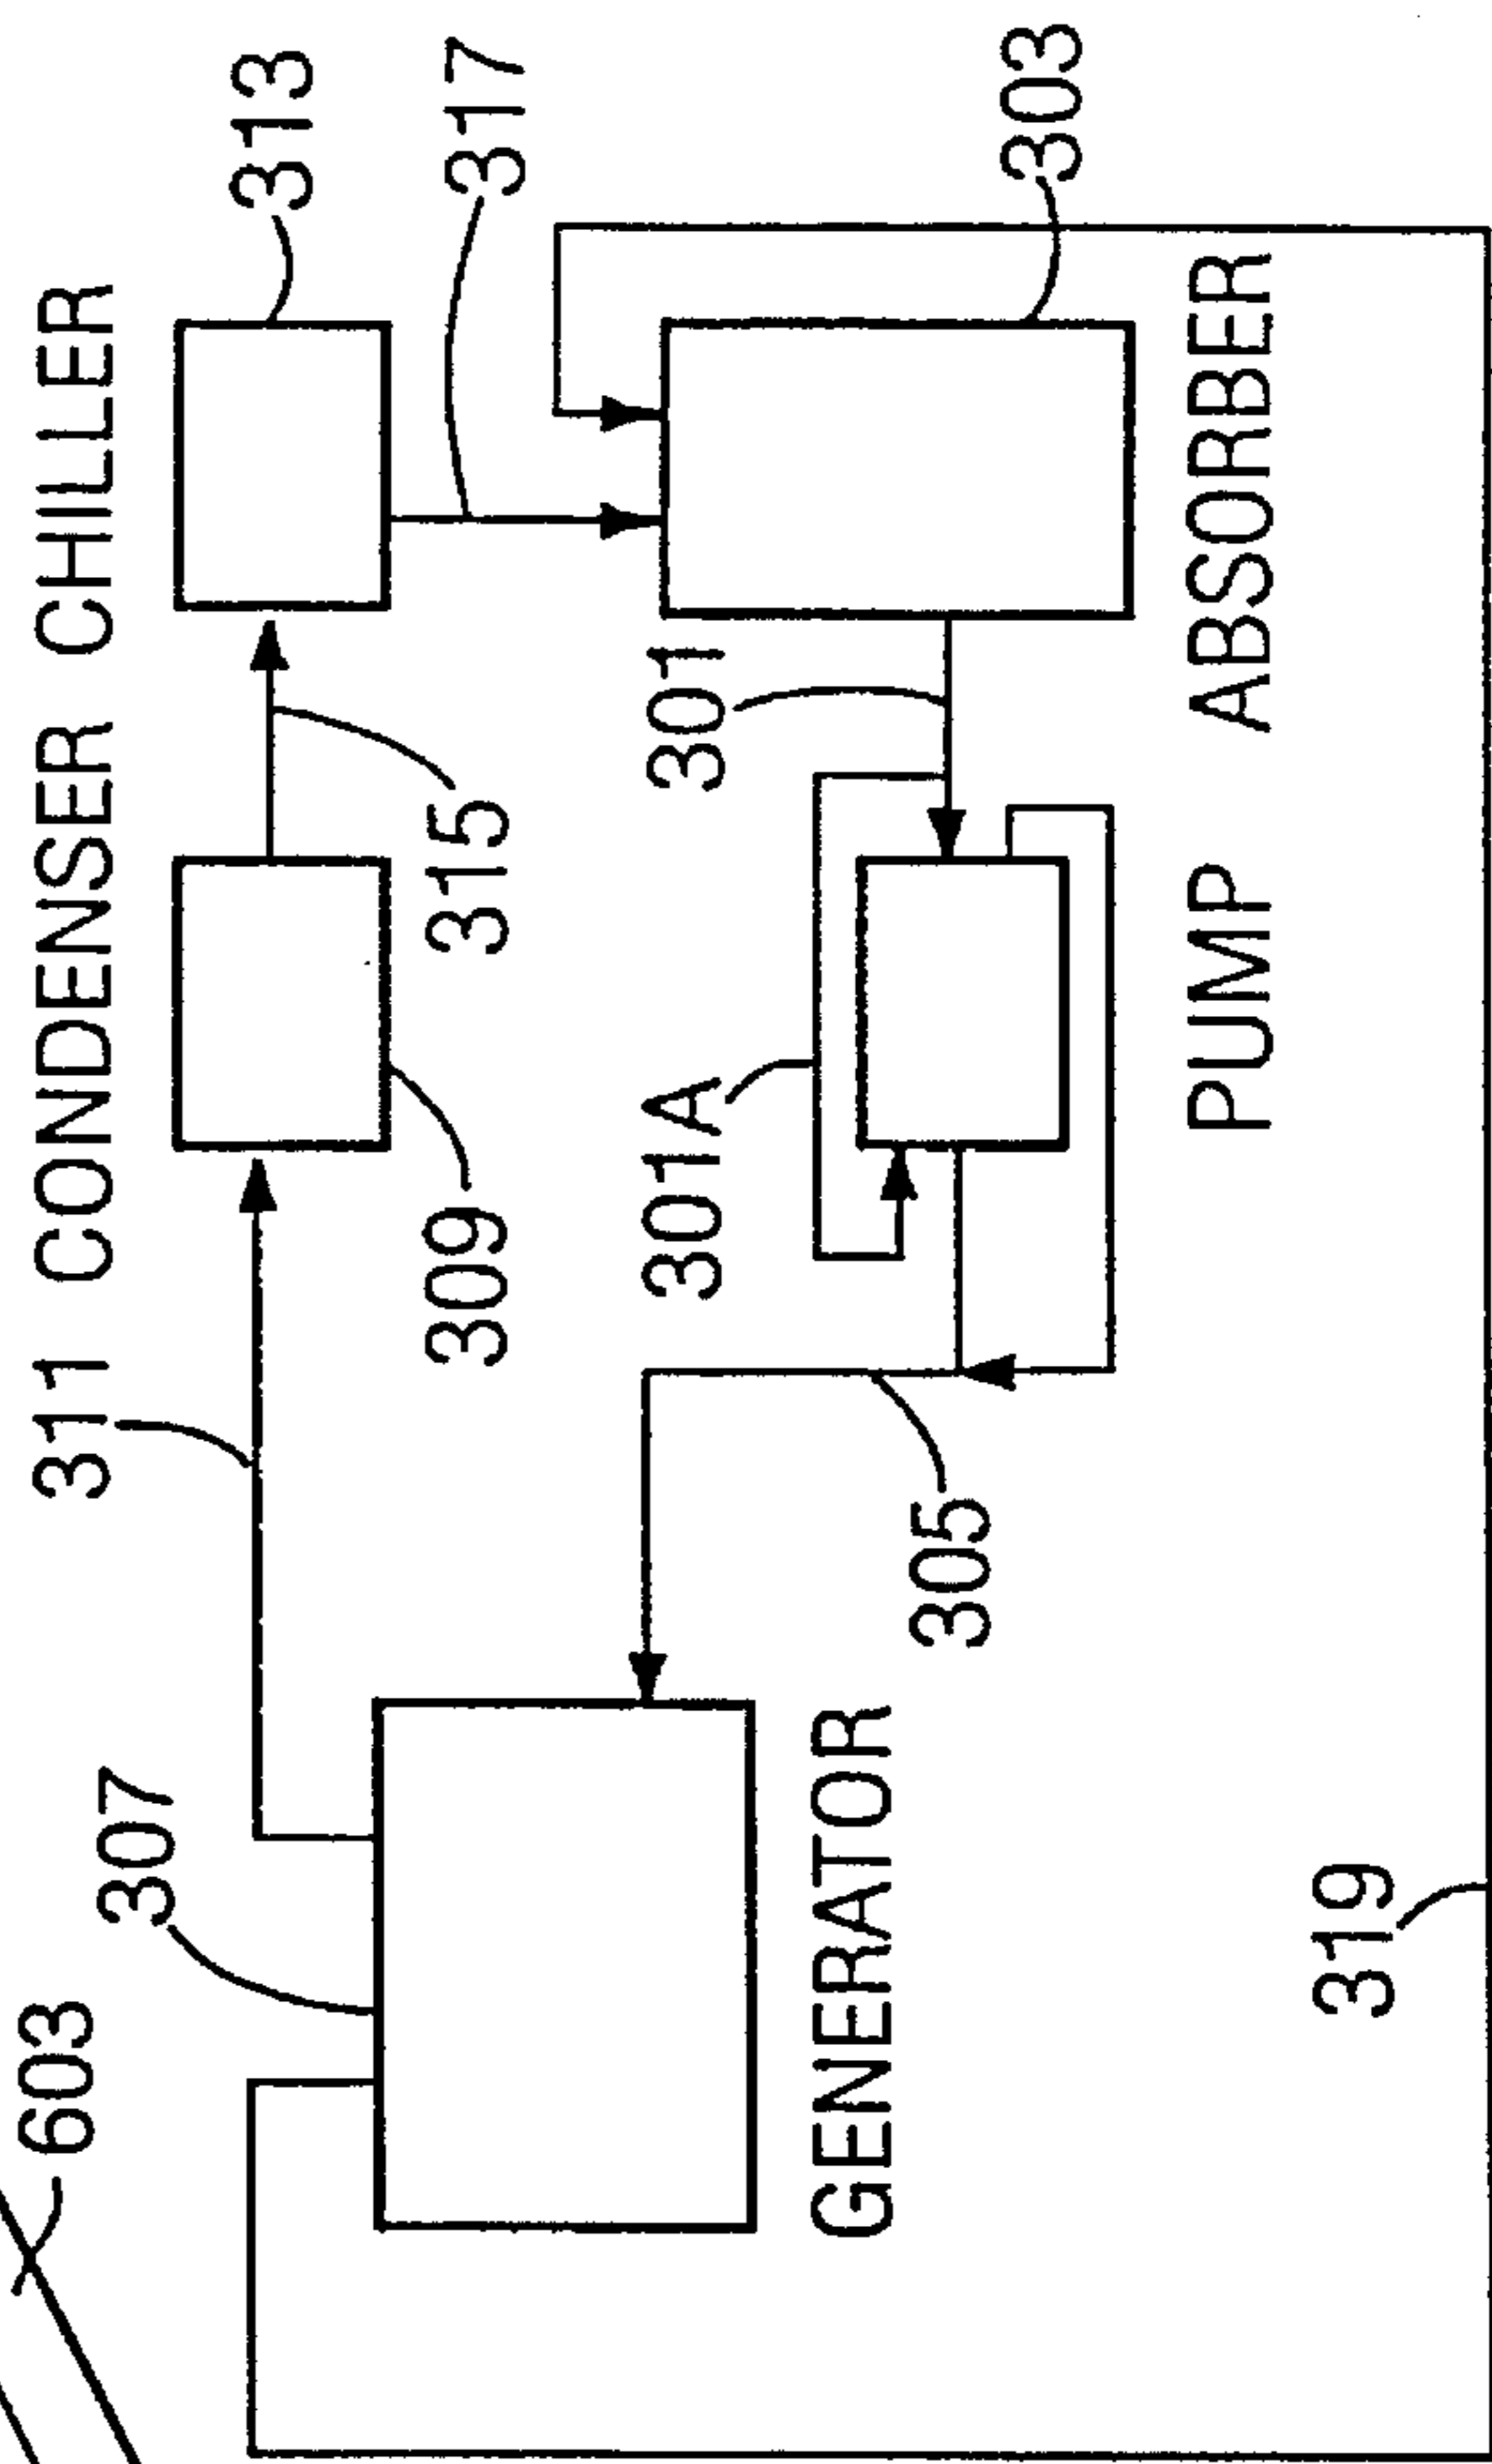 603
307
311 CONDENSER CHILLER
313
309
315
317
301A
301
GENERATOR
305
303
PUMP
ABSORBER
319